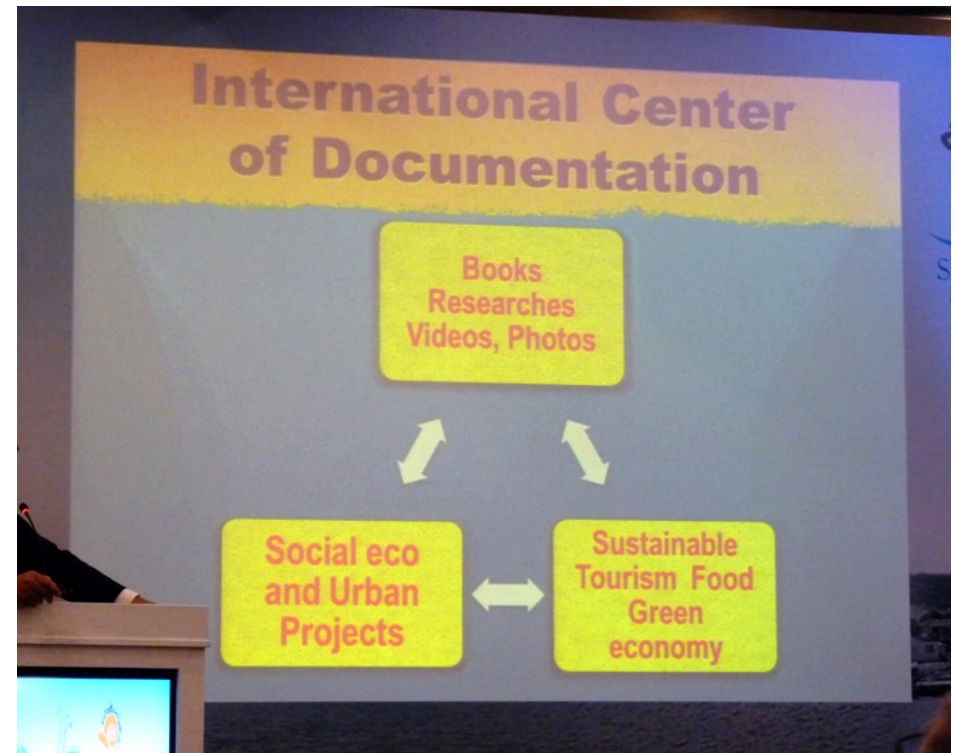 International Center
of Documentation
Books
Researches
Videos, Photos
Social eco
and Urban
Projects
Sustainable
Tourism Food
Green
economy
S